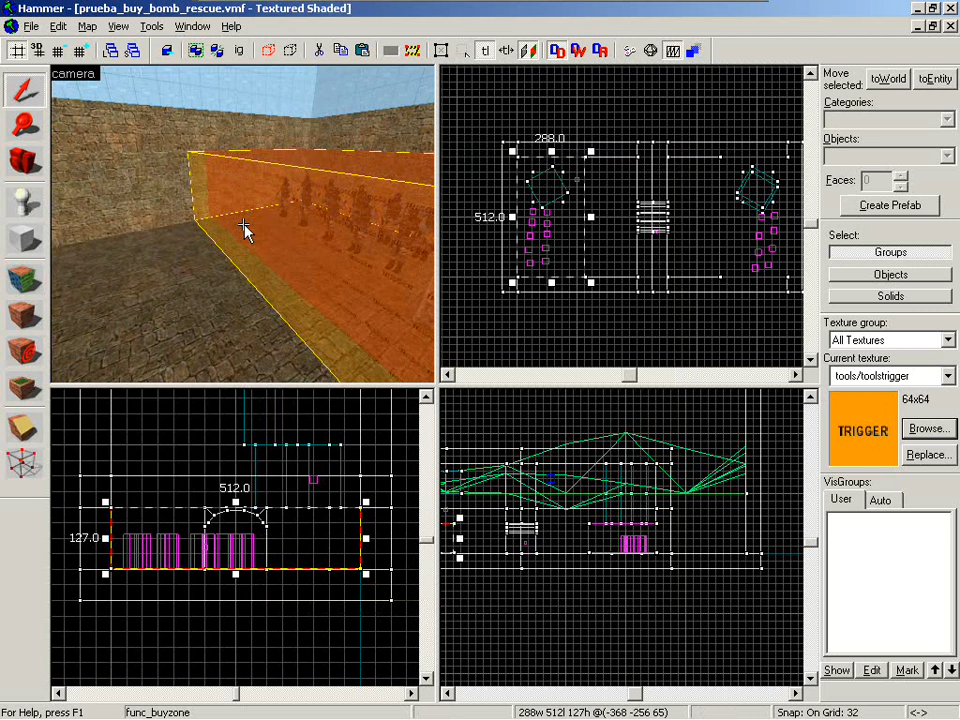 Hammer - [prueba_buy_bomb_rescue.vmf - Textured Shaded]
File Edit Map View Tools Window Help
camera
288.0
512.0
512.0
127.0
Move selected:
toWorld
toEntity
Categories:
Objects:
Faces: 0
Create Prefab
Select:
Groups
Objects
Solids
Texture group:
All Textures
Current texture:
tools/toolstrigger
64x64
TRIGGER
Browse...
Replace...
VisGroups:
User Auto
Show Edit Mark
For Help, press F1
func_buyzone
288w 512l 127h @(-368 -256 65)
Snap: On Grid: 32
<->